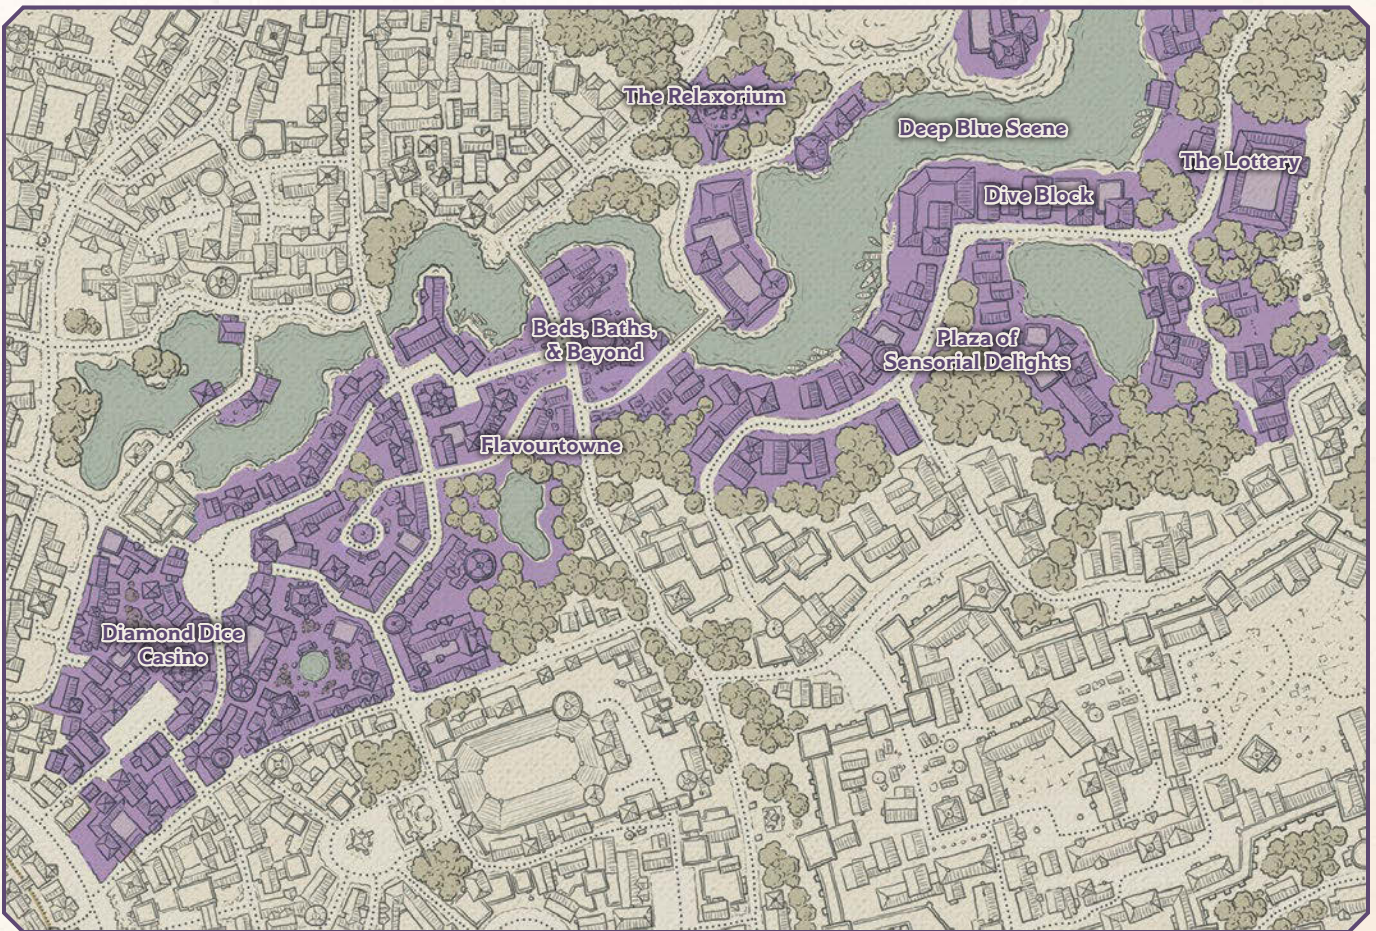 The Relaxorium
Deep Blue Scene
The Lottery
Dive Block
Beds, Baths,
& Beyond
Plaza of
Sensorial Delights
Flavourtowne
Diamond Dice
Casino